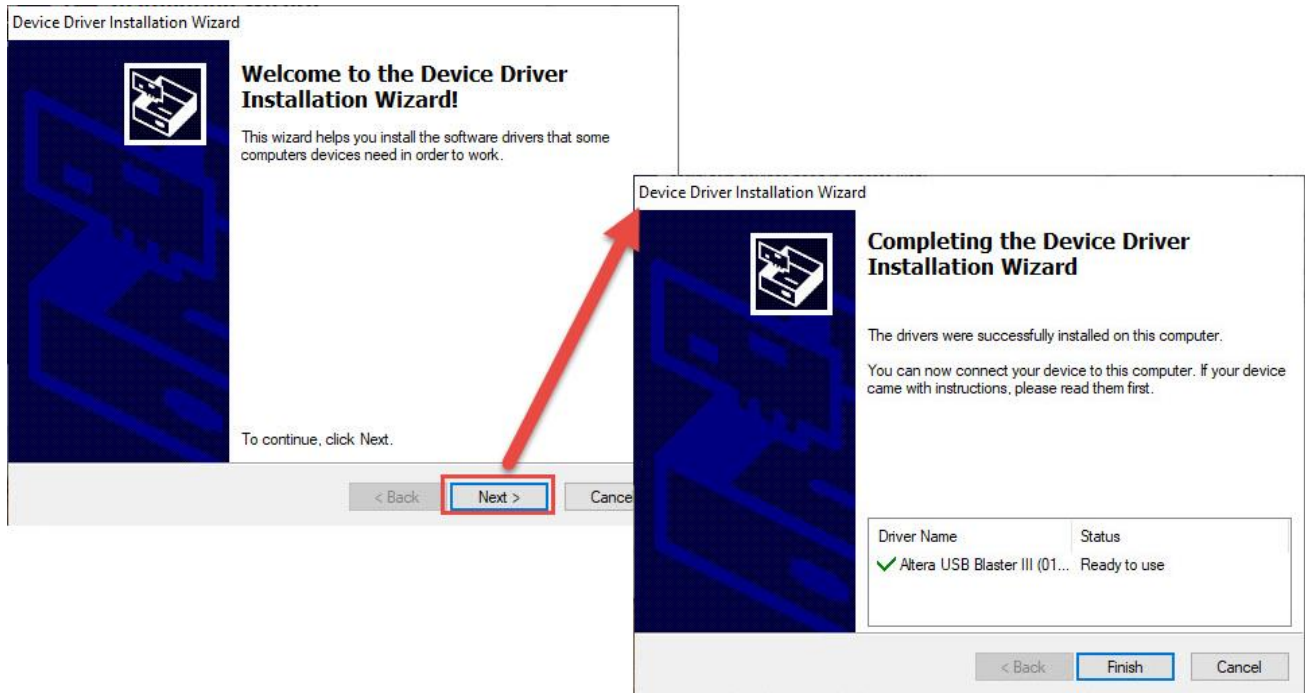 Device Driver Installation Wizard
Welcome to the Device Driver
Installation Wizard!
This wizard helps you install the software drivers that some
computers devices need in order to work.
To continue, click Next.
< Back
Next >
Cance
Device Driver Installation Wizard
Completing the Device Driver
Installation Wizard
The drivers were successfully installed on this computer.
You can now connect your device to this computer. If your device
came with instructions, please read them first.
Driver Name Status
Altera USB Blaster III (01... Ready to use
< Back
Finish
Cancel